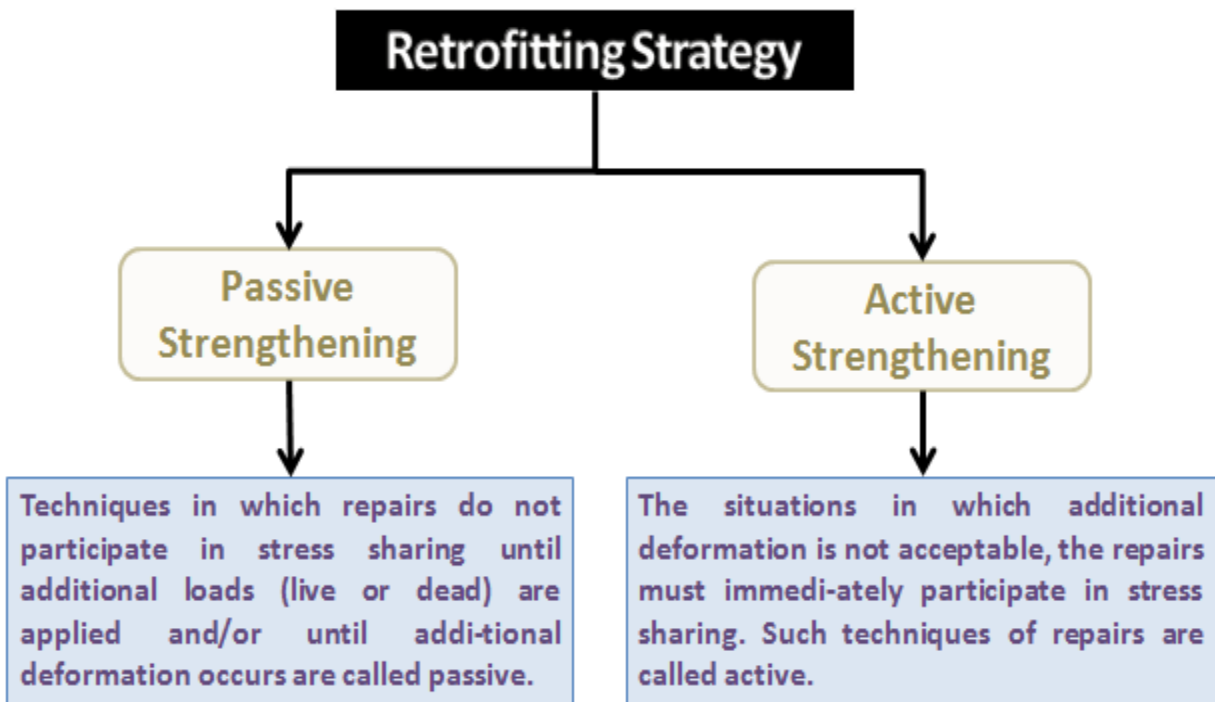 Retrofitting Strategy
Passive
Strengthening
Active
Strengthening
Techniques in which repairs do not
participate in stress sharing until
additional loads (live or dead) are
applied and/or until addi-tional
deformation occurs are called passive.
The situations in which additional
deformation is not acceptable, the repairs
must immedi-ately participate in stress
sharing. Such techniques of repairs are
called active.